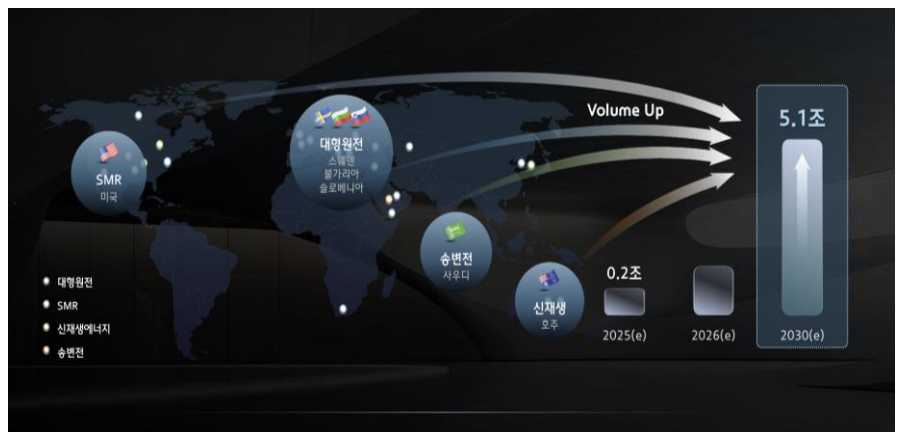 Volume Up
5.1조
대형원전
스웨덴
불가리아
슬로베니아
SMR
미국
송변전
사우디
신재생
호주
0.2조
2025(e)
2026(e)
2030(e)
대형원전
SMR
신재생에너지
송변전